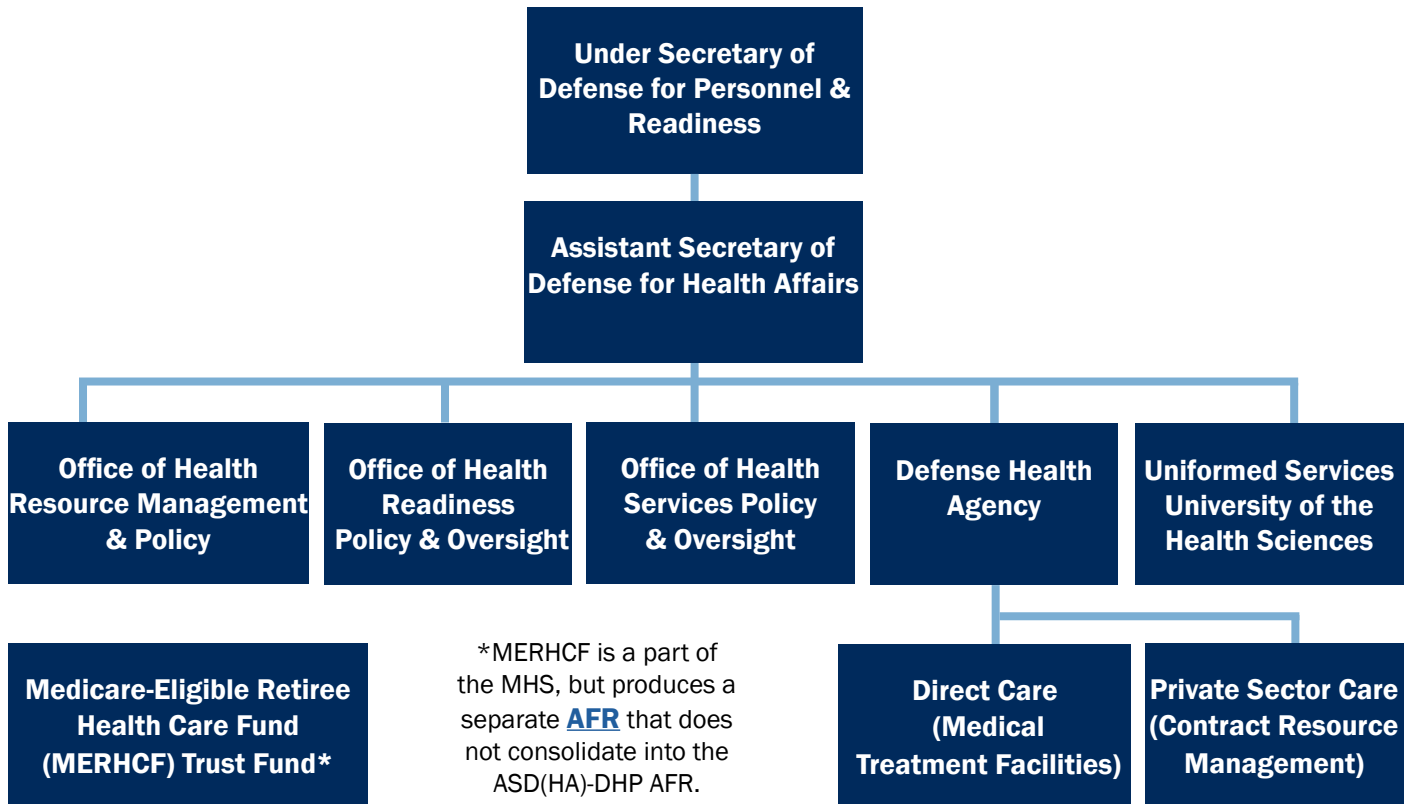 Under Secretary of
Defense for Personnel &
Readiness
Assistant Secretary of
Defense for Health Affairs
Office of Health
Resource Management
& Policy
Office of Health
Readiness
Policy & Oversight
Office of Health
Services Policy
& Oversight
Defense Health
Agency
Uniformed Services
University of the
Health Sciences
Medicare-Eligible Retiree
Health Care Fund
(MERHCF) Trust Fund*
*MERHCF is a part of
the MHS, but produces a
separate AFR that does
not consolidate into the
ASD(HA)-DHP AFR.
Direct Care
(Medical
Treatment Facilities)
Private Sector Care
(Contract Resource
Management)